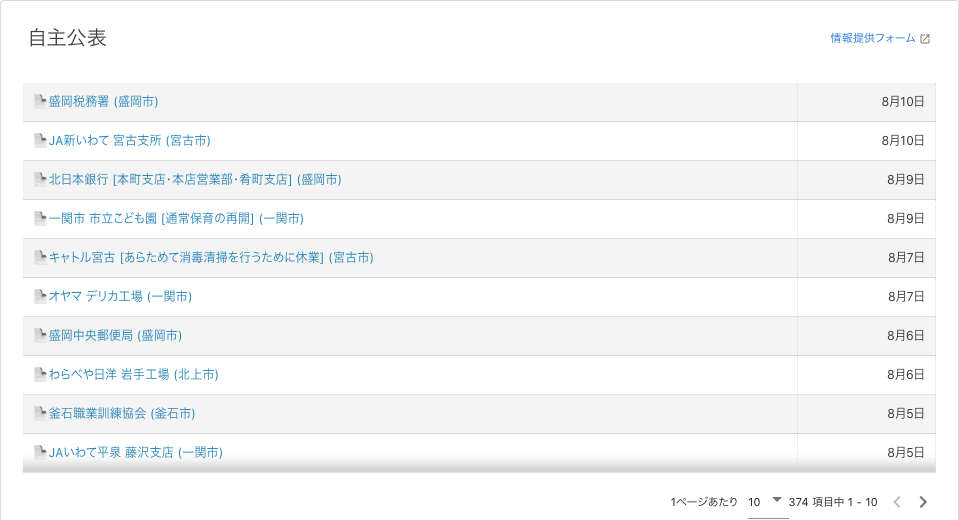 自主公表
情報提供フォーム
盛岡税務署 (盛岡市) 8月10日
JA新いわて 宮古支所 (宮古市) 8月10日
北日本銀行 [本町支店・本店営業部・肴町支店] (盛岡市) 8月9日
一関市 市立こども園 [通常保育の再開] (一関市) 8月9日
キャトル宮古 [あらためて消毒清掃を行うために休業] (宮古市) 8月7日
オヤマ デリカ工場 (一関市) 8月7日
盛岡中央郵便局 (盛岡市) 8月6日
わらべや日洋 岩手工場 (北上市) 8月6日
釜石職業訓練協会 (釜石市) 8月5日
JAいわて平泉 藤沢支店 (一関市) 8月5日
1ページあたり 10 374 項目中 1 - 10